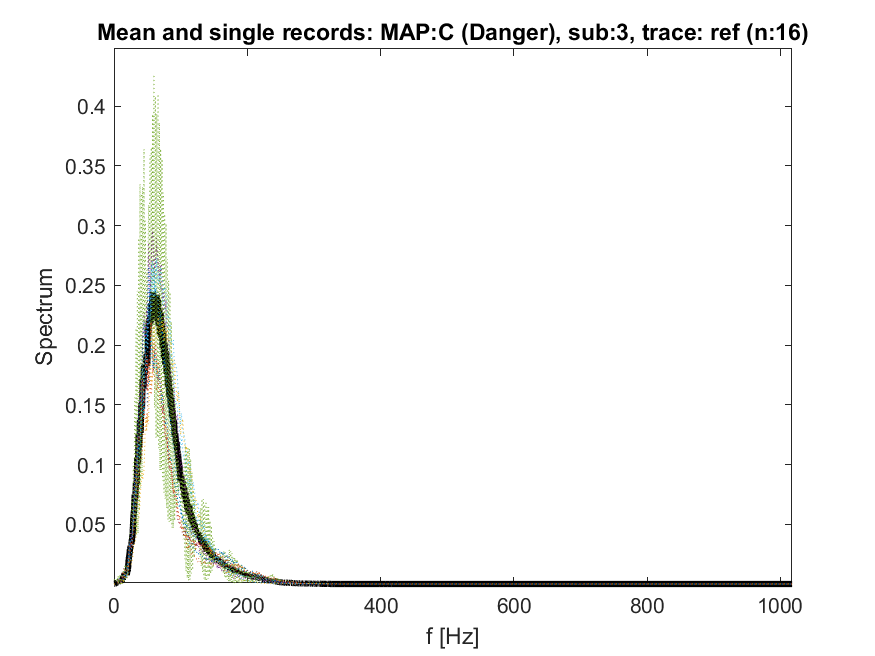 Mean and single records: MAP:C (Danger), sub:3, trace: ref (n:16)
0.4
0.35
0.3
0.25
0.2
0.15
0.1
0.05
Spectrum
0 200 400 600 800 1000
f [Hz]